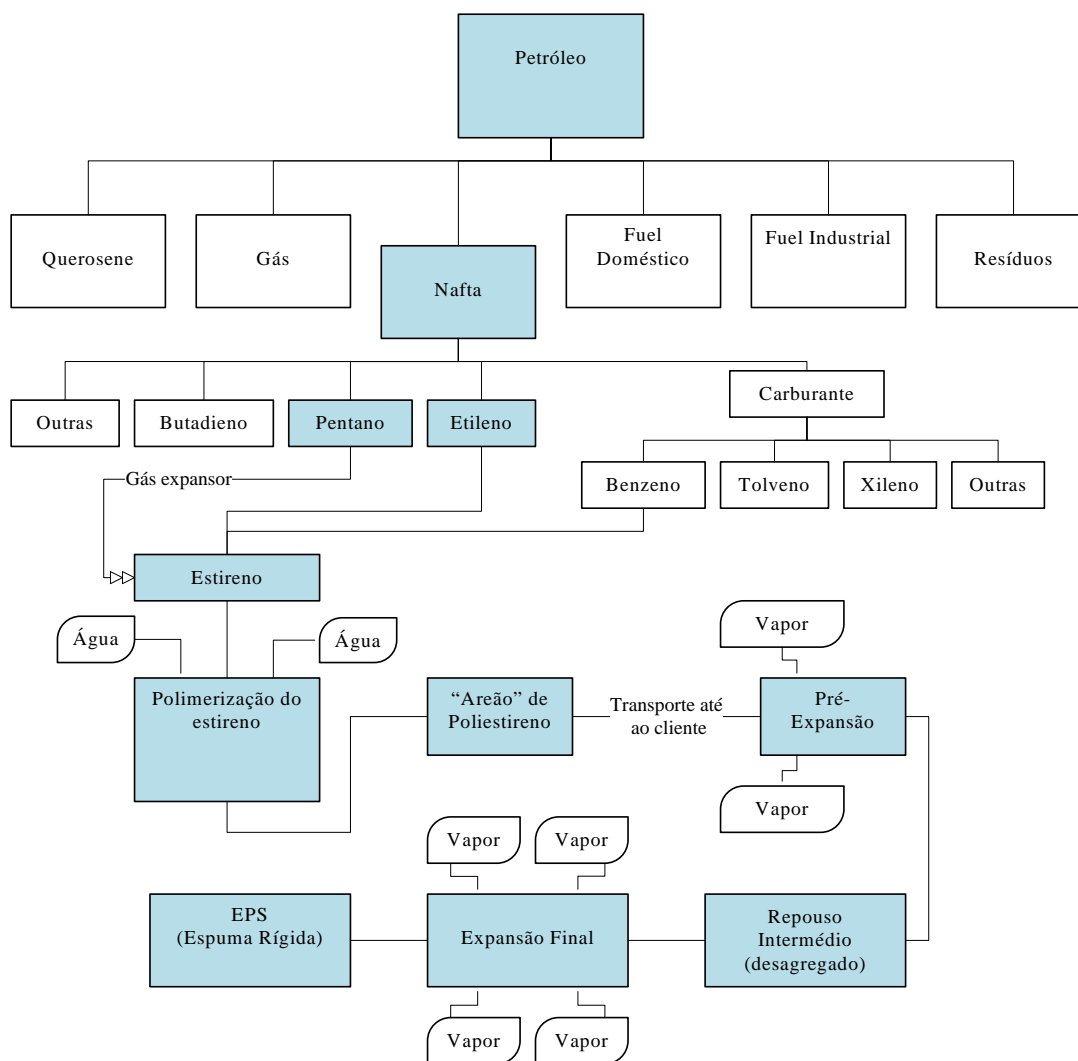 Petróleo
Querosene
Gás
Fuel
Doméstico
Fuel Industrial
Resíduos
Nafta
Outras
Butadieno
Pentano
Etileno
Carburante
Gás expansor
Benzeno
Tolveno
Xileno
Outras
Estireno
Água
Água
Vapor
Polimerização do
estireno
“Areão” de
Poliestireno
Transporte até
ao cliente
Pré-
Expansão
Vapor
Vapor
Vapor
EPS
(Espuma Rígida)
Expansão Final
Repouso
Intermédio
(desagregado)
Vapor
Vapor